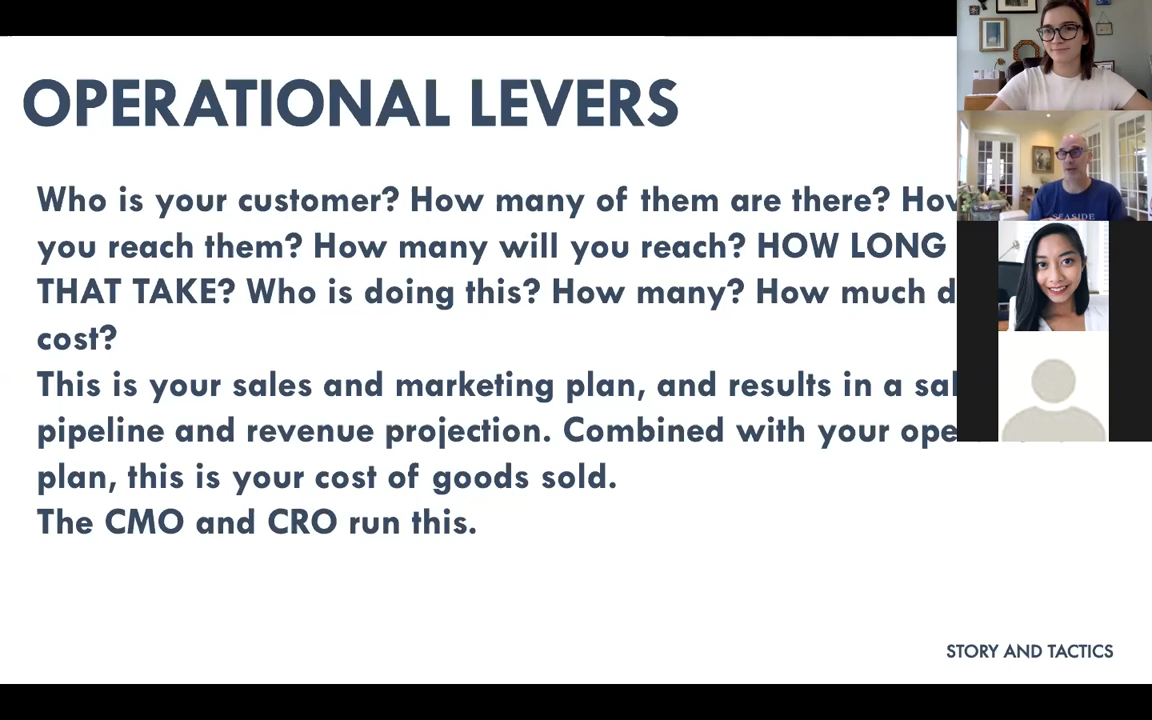 OPERATIONAL LEVERS
Who is your customer? How many of them are there?
you reach them? How many will you reach? HOW LONG
THAT TAKE? Who is doing this? How many? How much
cost?
This is your sales and marketing plan, and results in a
pipeline and revenue projection. Combined with your
plan, this is your cost of goods sold.
The CMO and CRO run this.
SEASIDE
STORY AND TACTICS